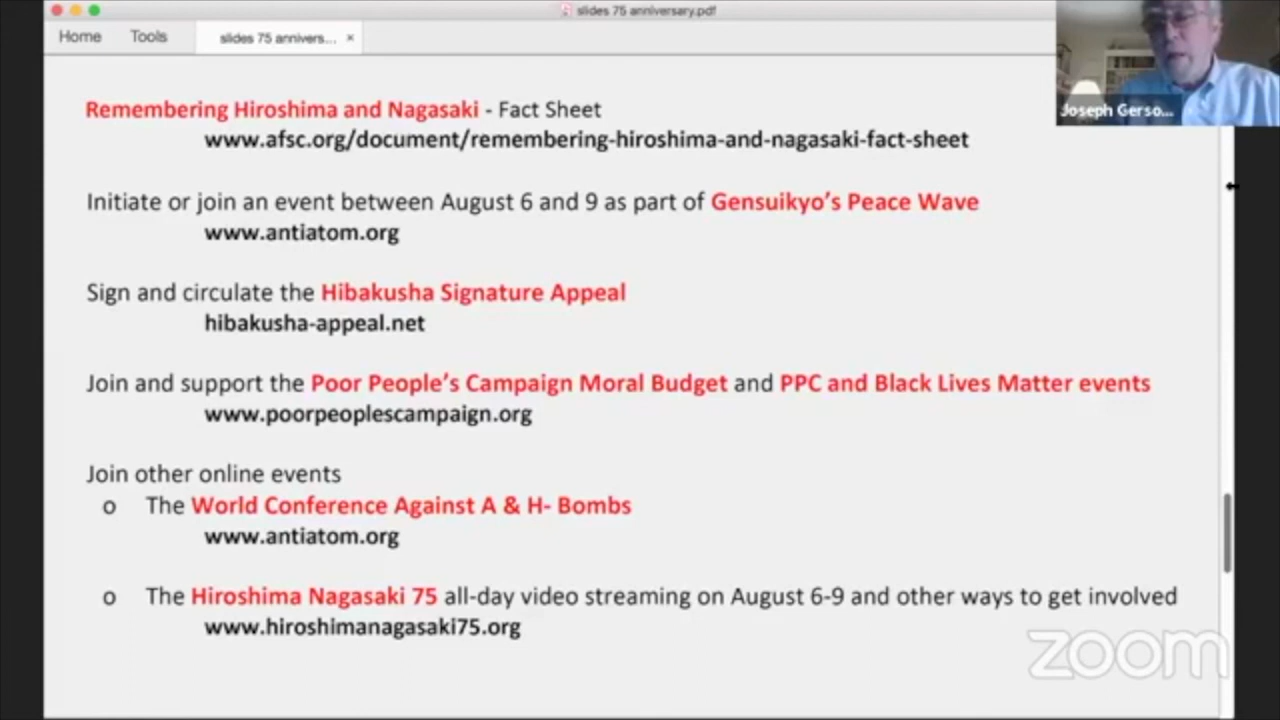 slides 75 anniversary.pdf
Home Tools slides 75 annivers... ×
Joseph Gerso...
Remembering Hiroshima and Nagasaki - Fact Sheet
www.afsc.org/document/remembering-hiroshima-and-nagasaki-fact-sheet
Initiate or join an event between August 6 and 9 as part of Gensuikyo’s Peace Wave
www.antiatom.org
Sign and circulate the Hibakusha Signature Appeal
hibakusha-appeal.net
Join and support the Poor People’s Campaign Moral Budget and PPC and Black Lives Matter events
www.poorpeoplescampaign.org
Join other online events
o The World Conference Against A & H- Bombs
www.antiatom.org
o The Hiroshima Nagasaki 75 all-day video streaming on August 6-9 and other ways to get involved
www.hiroshimanagasaki75.org
zoom